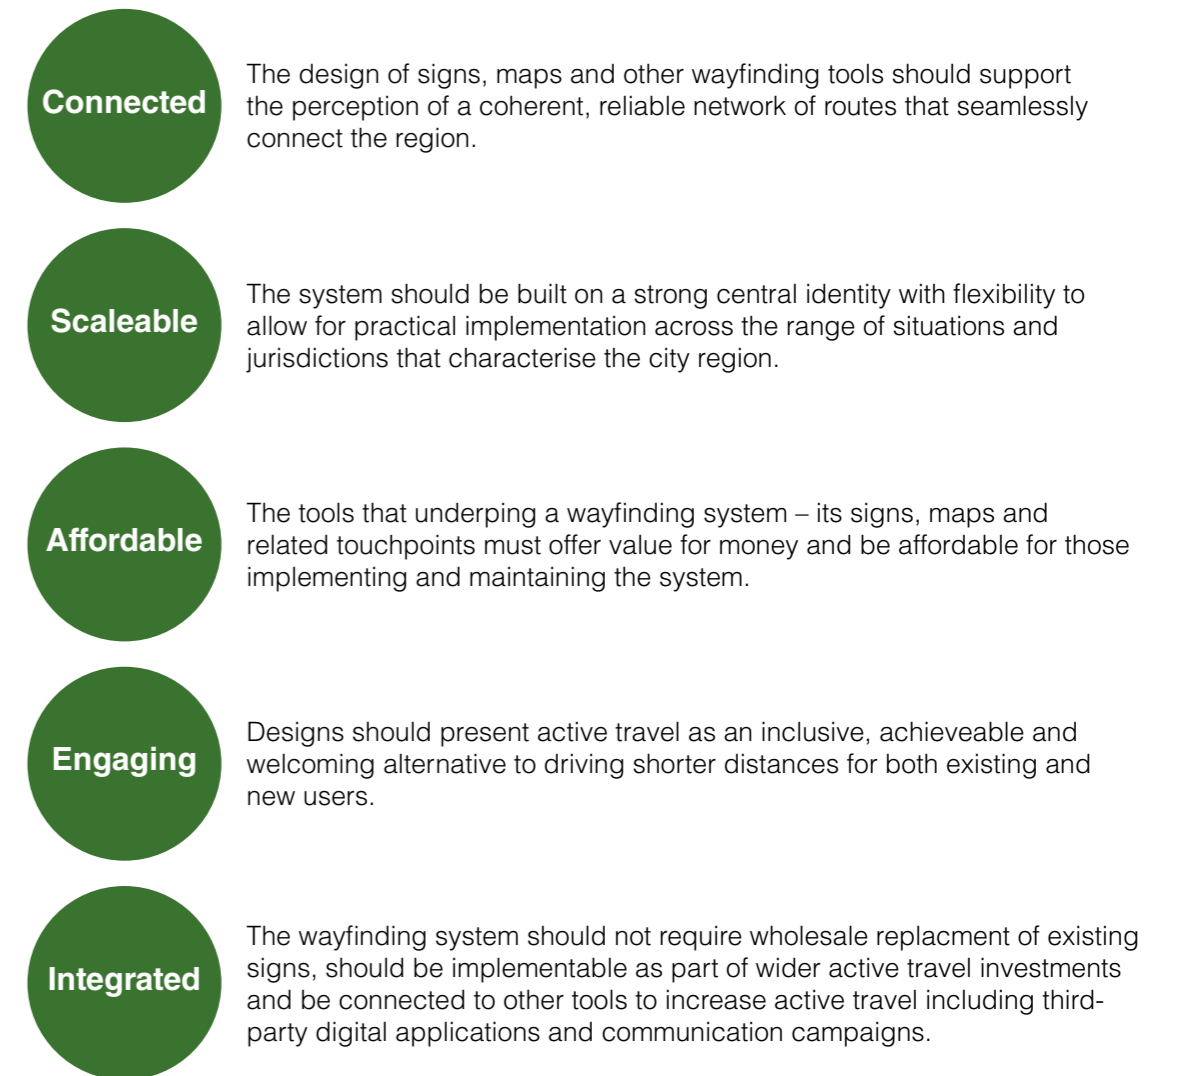 Connected
The design of signs, maps and other wayfinding tools should support
the perception of a coherent, reliable network of routes that seamlessly
connect the region.
Scaleable
The system should be built on a strong central identity with flexibility to
allow for practical implementation across the range of situations and
jurisdictions that characterise the city region.
Affordable
The tools that underping a wayfinding system – its signs, maps and
related touchpoints must offer value for money and be affordable for those
implementing and maintaining the system.
Engaging
Designs should present active travel as an inclusive, achieveable and
welcoming alternative to driving shorter distances for both existing and
new users.
Integrated
The wayfinding system should not require wholesale replacment of existing
signs, should be implementable as part of wider active travel investments
and be connected to other tools to increase active travel including third-
party digital applications and communication campaigns.